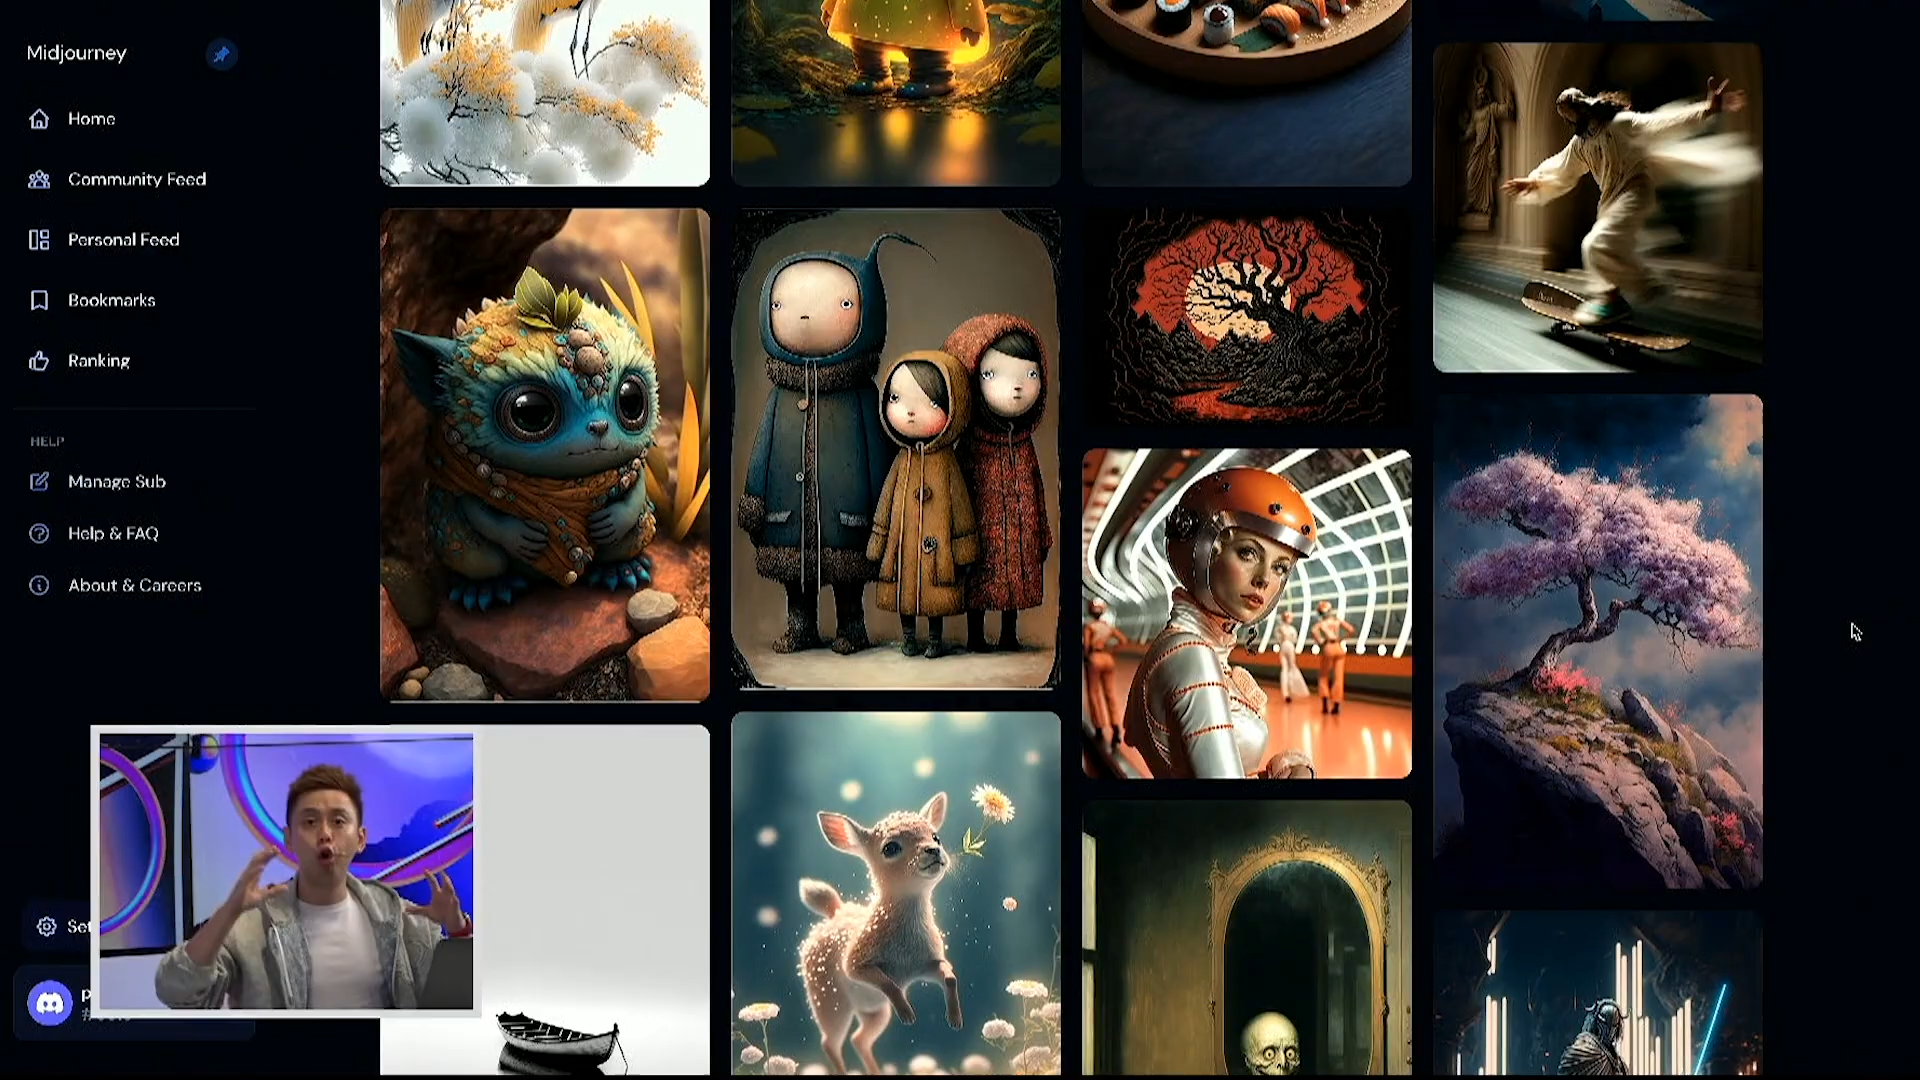 Midjourney
Home
Community Feed
Personal Feed
Bookmarks
Ranking
HELP
Manage Sub
Help & FAQ
About & Careers